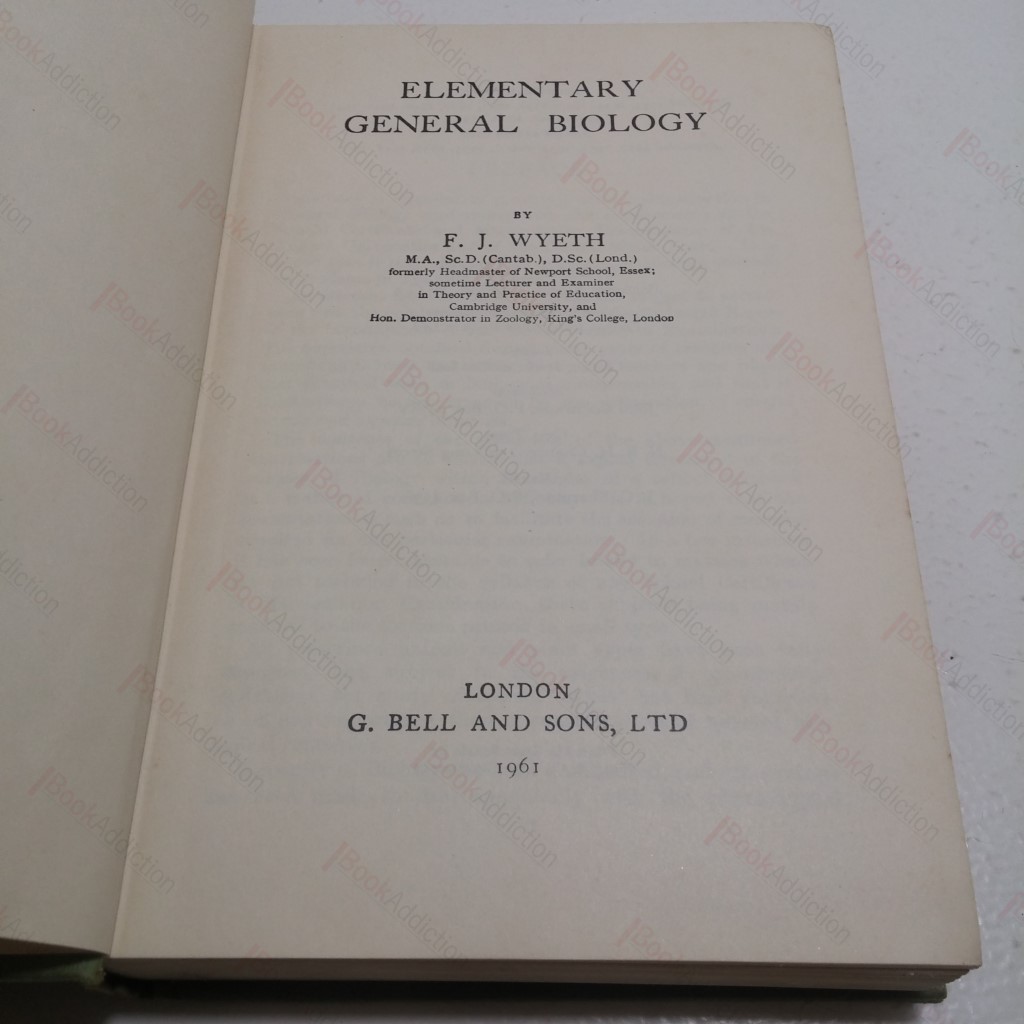 ELEMENTARY
GENERAL BIOLOGY
BY
F. J. WYETH
M.A., Sc.D. (Cantab.), D.Sc. (Lond.)
formerly Headmaster of Newport School, Essex;
sometime Lecturer and Examiner
in Theory and Practice of Education,
Cambridge University, and
Hon. Demonstrator in Zoology, King's College, London
LONDON
G. BELL AND SONS, LTD
1961
BookAddiction